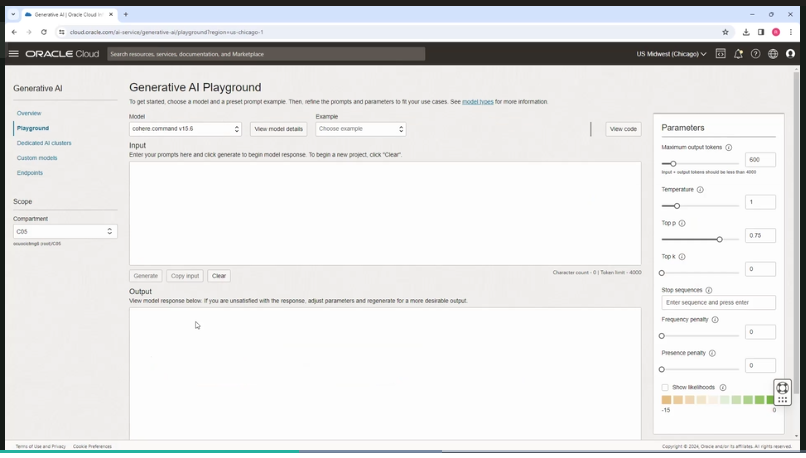 Generative AI | Oracle Cloud In
cloud.oracle.com/ai-service/generative-ai/playground?region=us-chicago-1
ORACLE Cloud
Search resources, services, documentation, and Marketplace
US Midwest (Chicago)
Generative AI
Overview
Playground
Dedicated AI clusters
Custom models
Endpoints
Scope
Compartment
C05
Generative AI Playground
To get started, choose a model and a preset prompt example. Then, refine the prompts and parameters to fit your use cases. See model types for more information.
Model
cohere.command v15.6
View model details
Example
Choose example
View code
Input
Enter your prompts here and click generate to begin model response. To begin a new project, click "Clear".
Generate
Copy input
Clear
Character count - 0 | Token limit - 4000
Output
View model response below. If you are unsatisfied with the response, adjust parameters and regenerate for a more desirable output.
Parameters
Maximum output tokens
600
Input + output tokens should be less than 4000
Temperature
1
Top p
0.75
Top k
0
Stop sequences
Enter sequence and press enter
Frequency penalty
0
Presence penalty
0
Show likelihoods
-15
0
Terms of Use and Privacy
Cookie Preferences
Copyright © 2024, Oracle and/or its affiliates. All rights reserved.